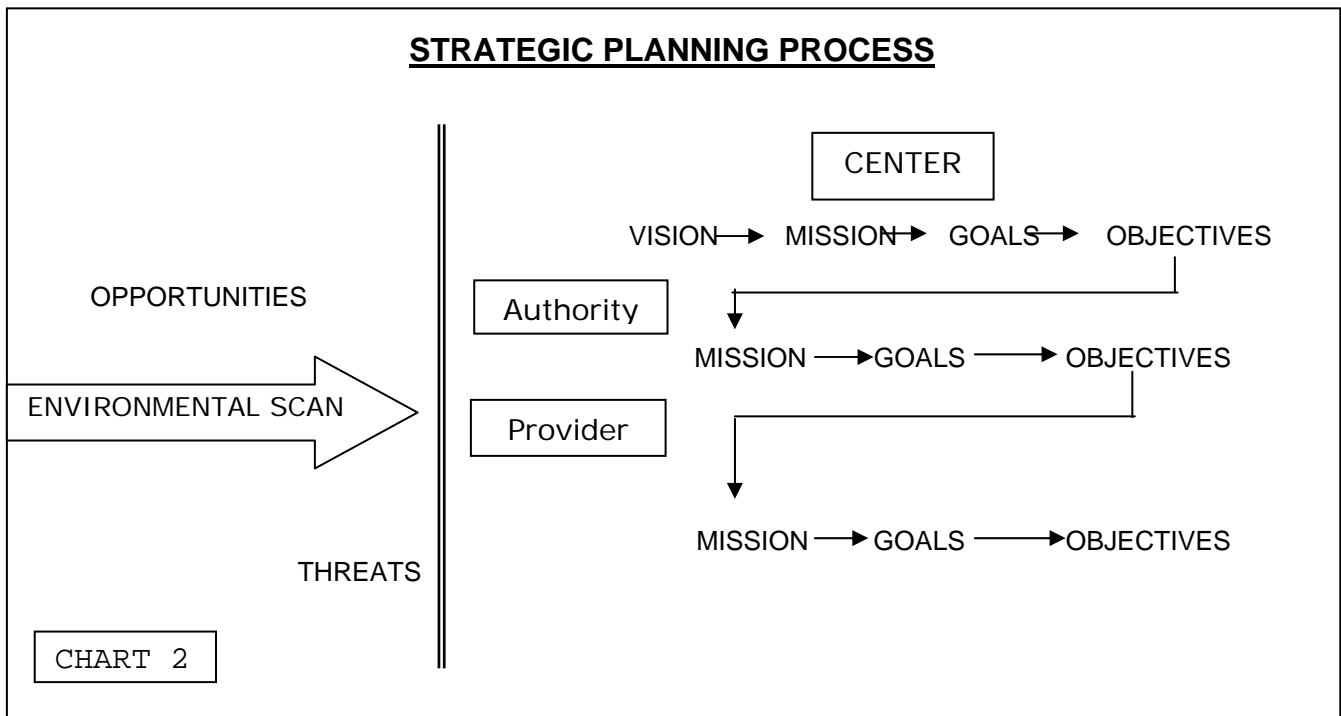 STRATEGIC PLANNING PROCESS
CENTER
VISION MISSION GOALS OBJECTIVES
OPPORTUNITIES
Authority
MISSION GOALS OBJECTIVES
ENVIRONMENTAL SCAN
Provider
MISSION GOALS OBJECTIVES
THREATS
CHART 2